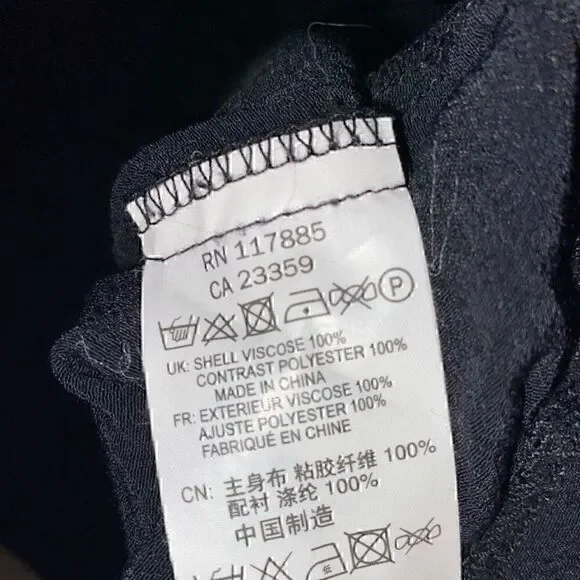 RN 117885
CA 23359
P
UK: SHELL VISCOSE 100%
CONTRAST POLYESTER 100%
MADE IN CHINA
FR: EXTERIEUR VISCOSE 100%
AJUSTE POLYESTER 100%
FABRIQUÉ EN CHINE
CN: 主身布 粘胶纤维 100%
配衬 涤纶 100%
中国制造
低